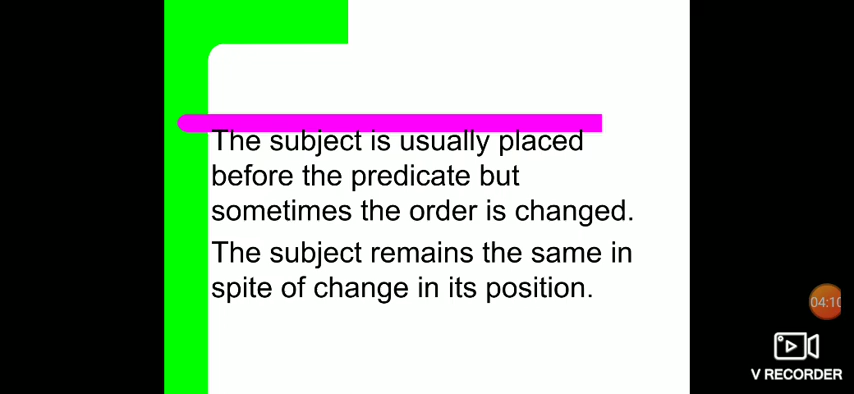 The subject is usually placed
before the predicate but
sometimes the order is changed.
The subject remains the same in
spite of change in its position.
04:10
V RECORDER